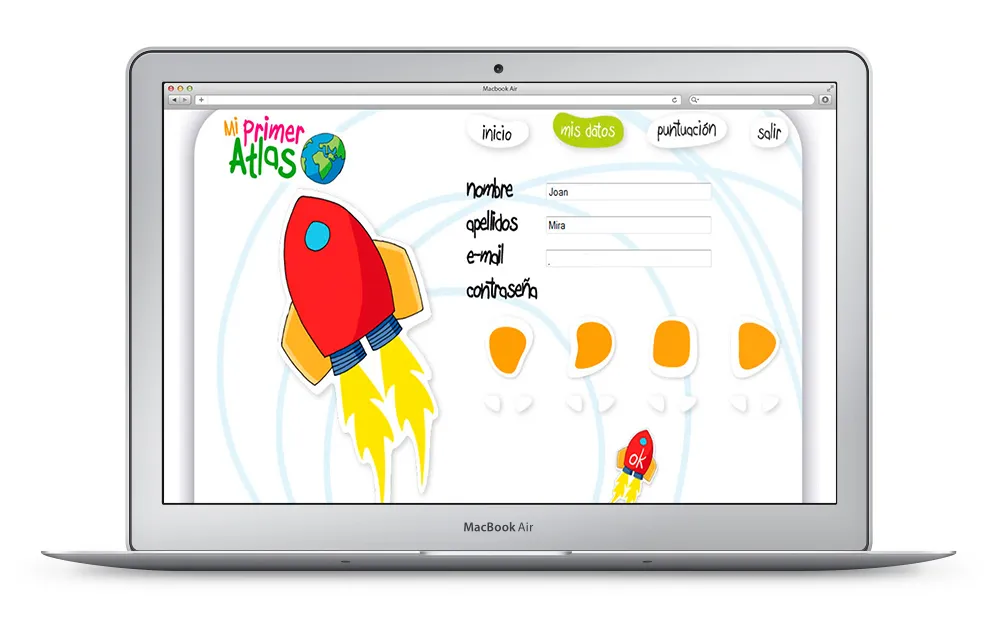 Macbook Air
Mi Primer
Atlas
inicio
mis datos
puntuación
salir
nombre
Joan
apellidos
Mira
e-mail
.
contraseña
ok
MacBook Air